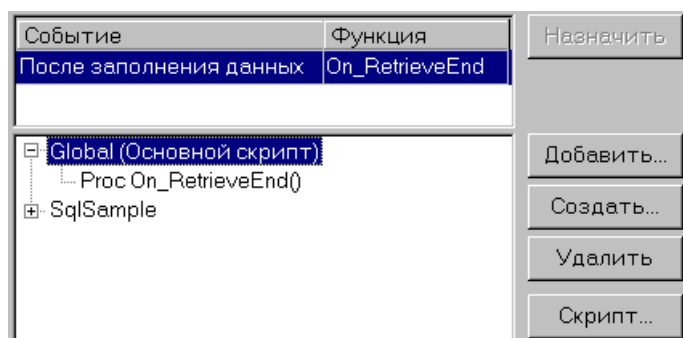 Событие Функция Назначить
После заполнения данных On_RetrieveEnd
Global (Основной скрипт)
Proc On_RetrieveEnd()
SqlSample
Добавить...
Создать...
Удалить
Скрипт...